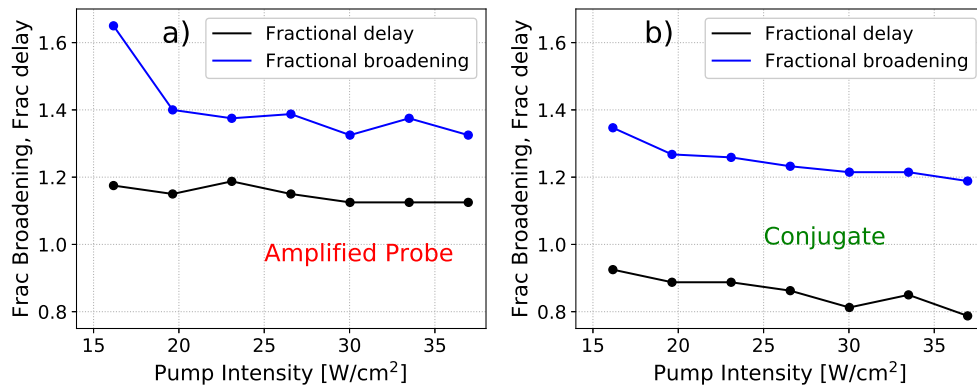 a)
Fractional delay
Fractional broadening
Amplified Probe
Frac Broadening, Frac delay
1.6
1.4
1.2
1.0
0.8
15 20 25 30 35
Pump Intensity [W/cm²]
b)
Fractional delay
Fractional broadening
Conjugate
Frac Broadening, Frac delay
1.6
1.4
1.2
1.0
0.8
15 20 25 30 35
Pump Intensity [W/cm²]